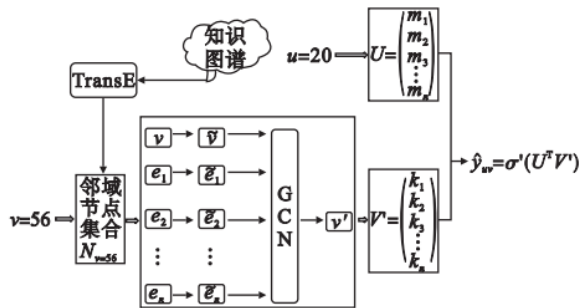 知识
图谱
TransE
u=20
U=
m₁
m₂
m₃
⋮
mₙ
v=56
邻域
节点
集合
Nᵥ₌₅₆
v ṽ
e₁ ẽ₁
e₂ ẽ₂
⋮ ⋮
eₙ ẽₙ
G
C
N
v'
V'=
k₁
k₂
k₃
⋮
kₙ
ŷᵤᵥ=σ'(UᵀV')